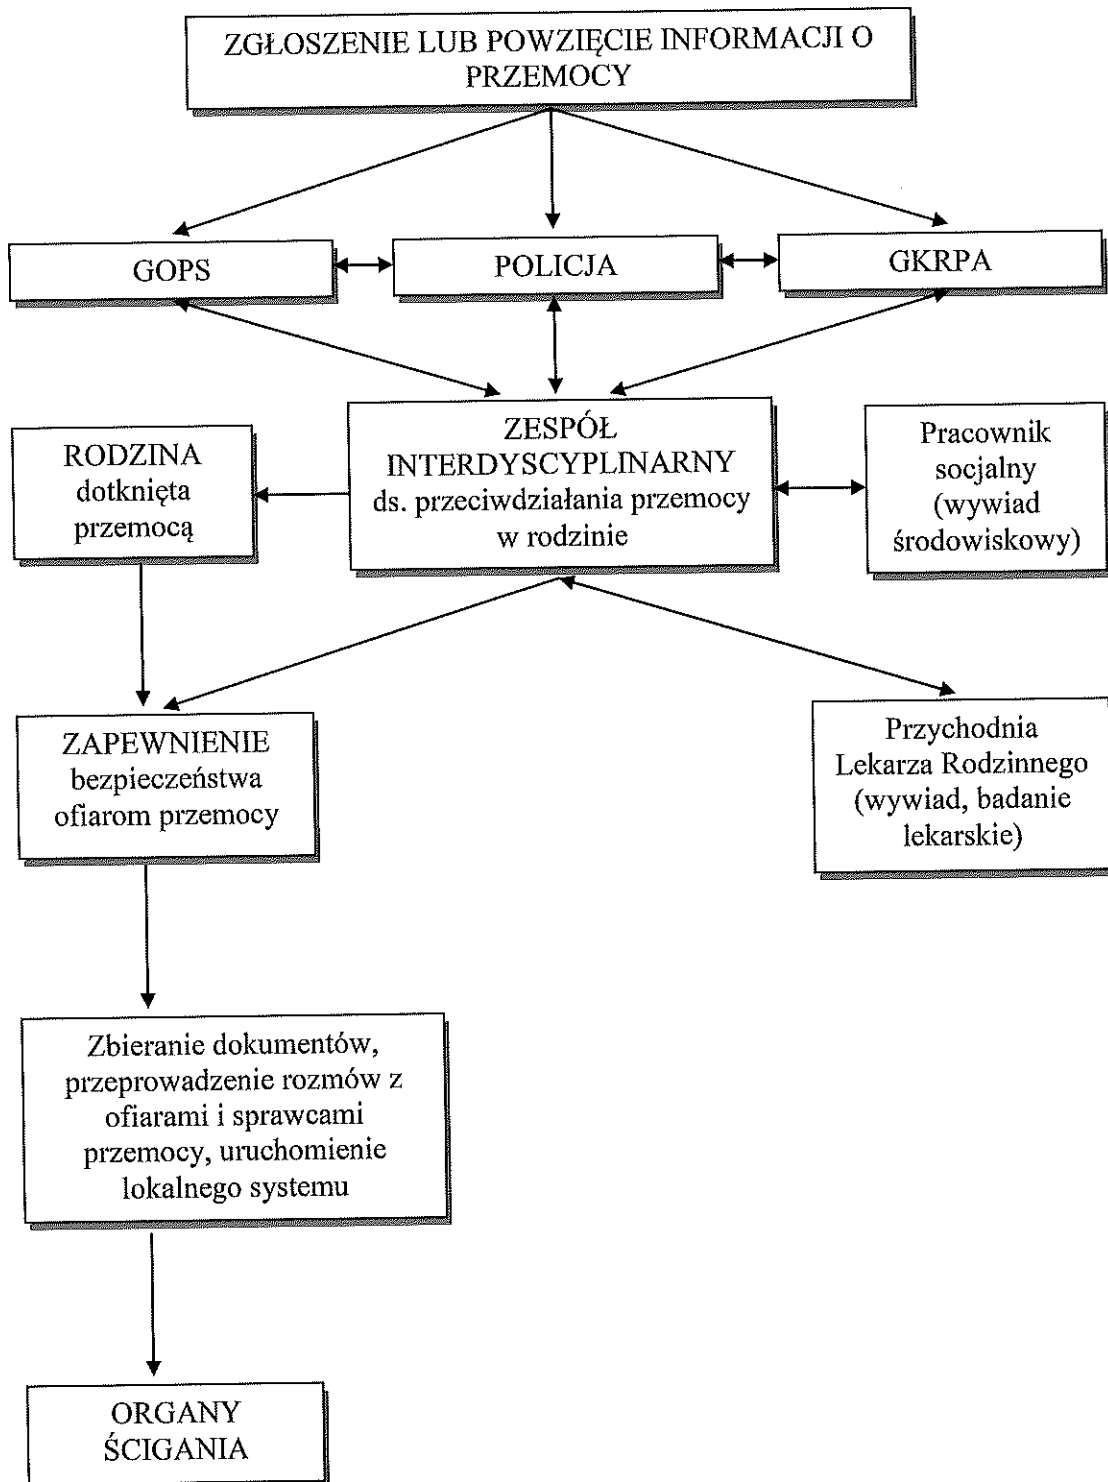 ZGŁOSZENIE LUB POWZIĘCIE INFORMACJI O
PRZEMOCY
GOPS
POLICJA
GKRPA
RODZINA
dotknięta
przemocą
ZESPÓŁ
INTERDYSCYPLINARNY
ds. przeciwdziałania przemocy
w rodzinie
Pracownik
socjalny
(wywiad
środowiskowy)
ZAPEWNIENIE
bezpieczeństwa
ofiarom przemocy
Przychodnia
Lekarza Rodzinnego
(wywiad, badanie
lekarskie)
Zbieranie dokumentów,
przeprowadzenie rozmów z
ofiarami i sprawcami
przemocy, uruchomienie
lokalnego systemu
ORGANY
ŚCIGANIA